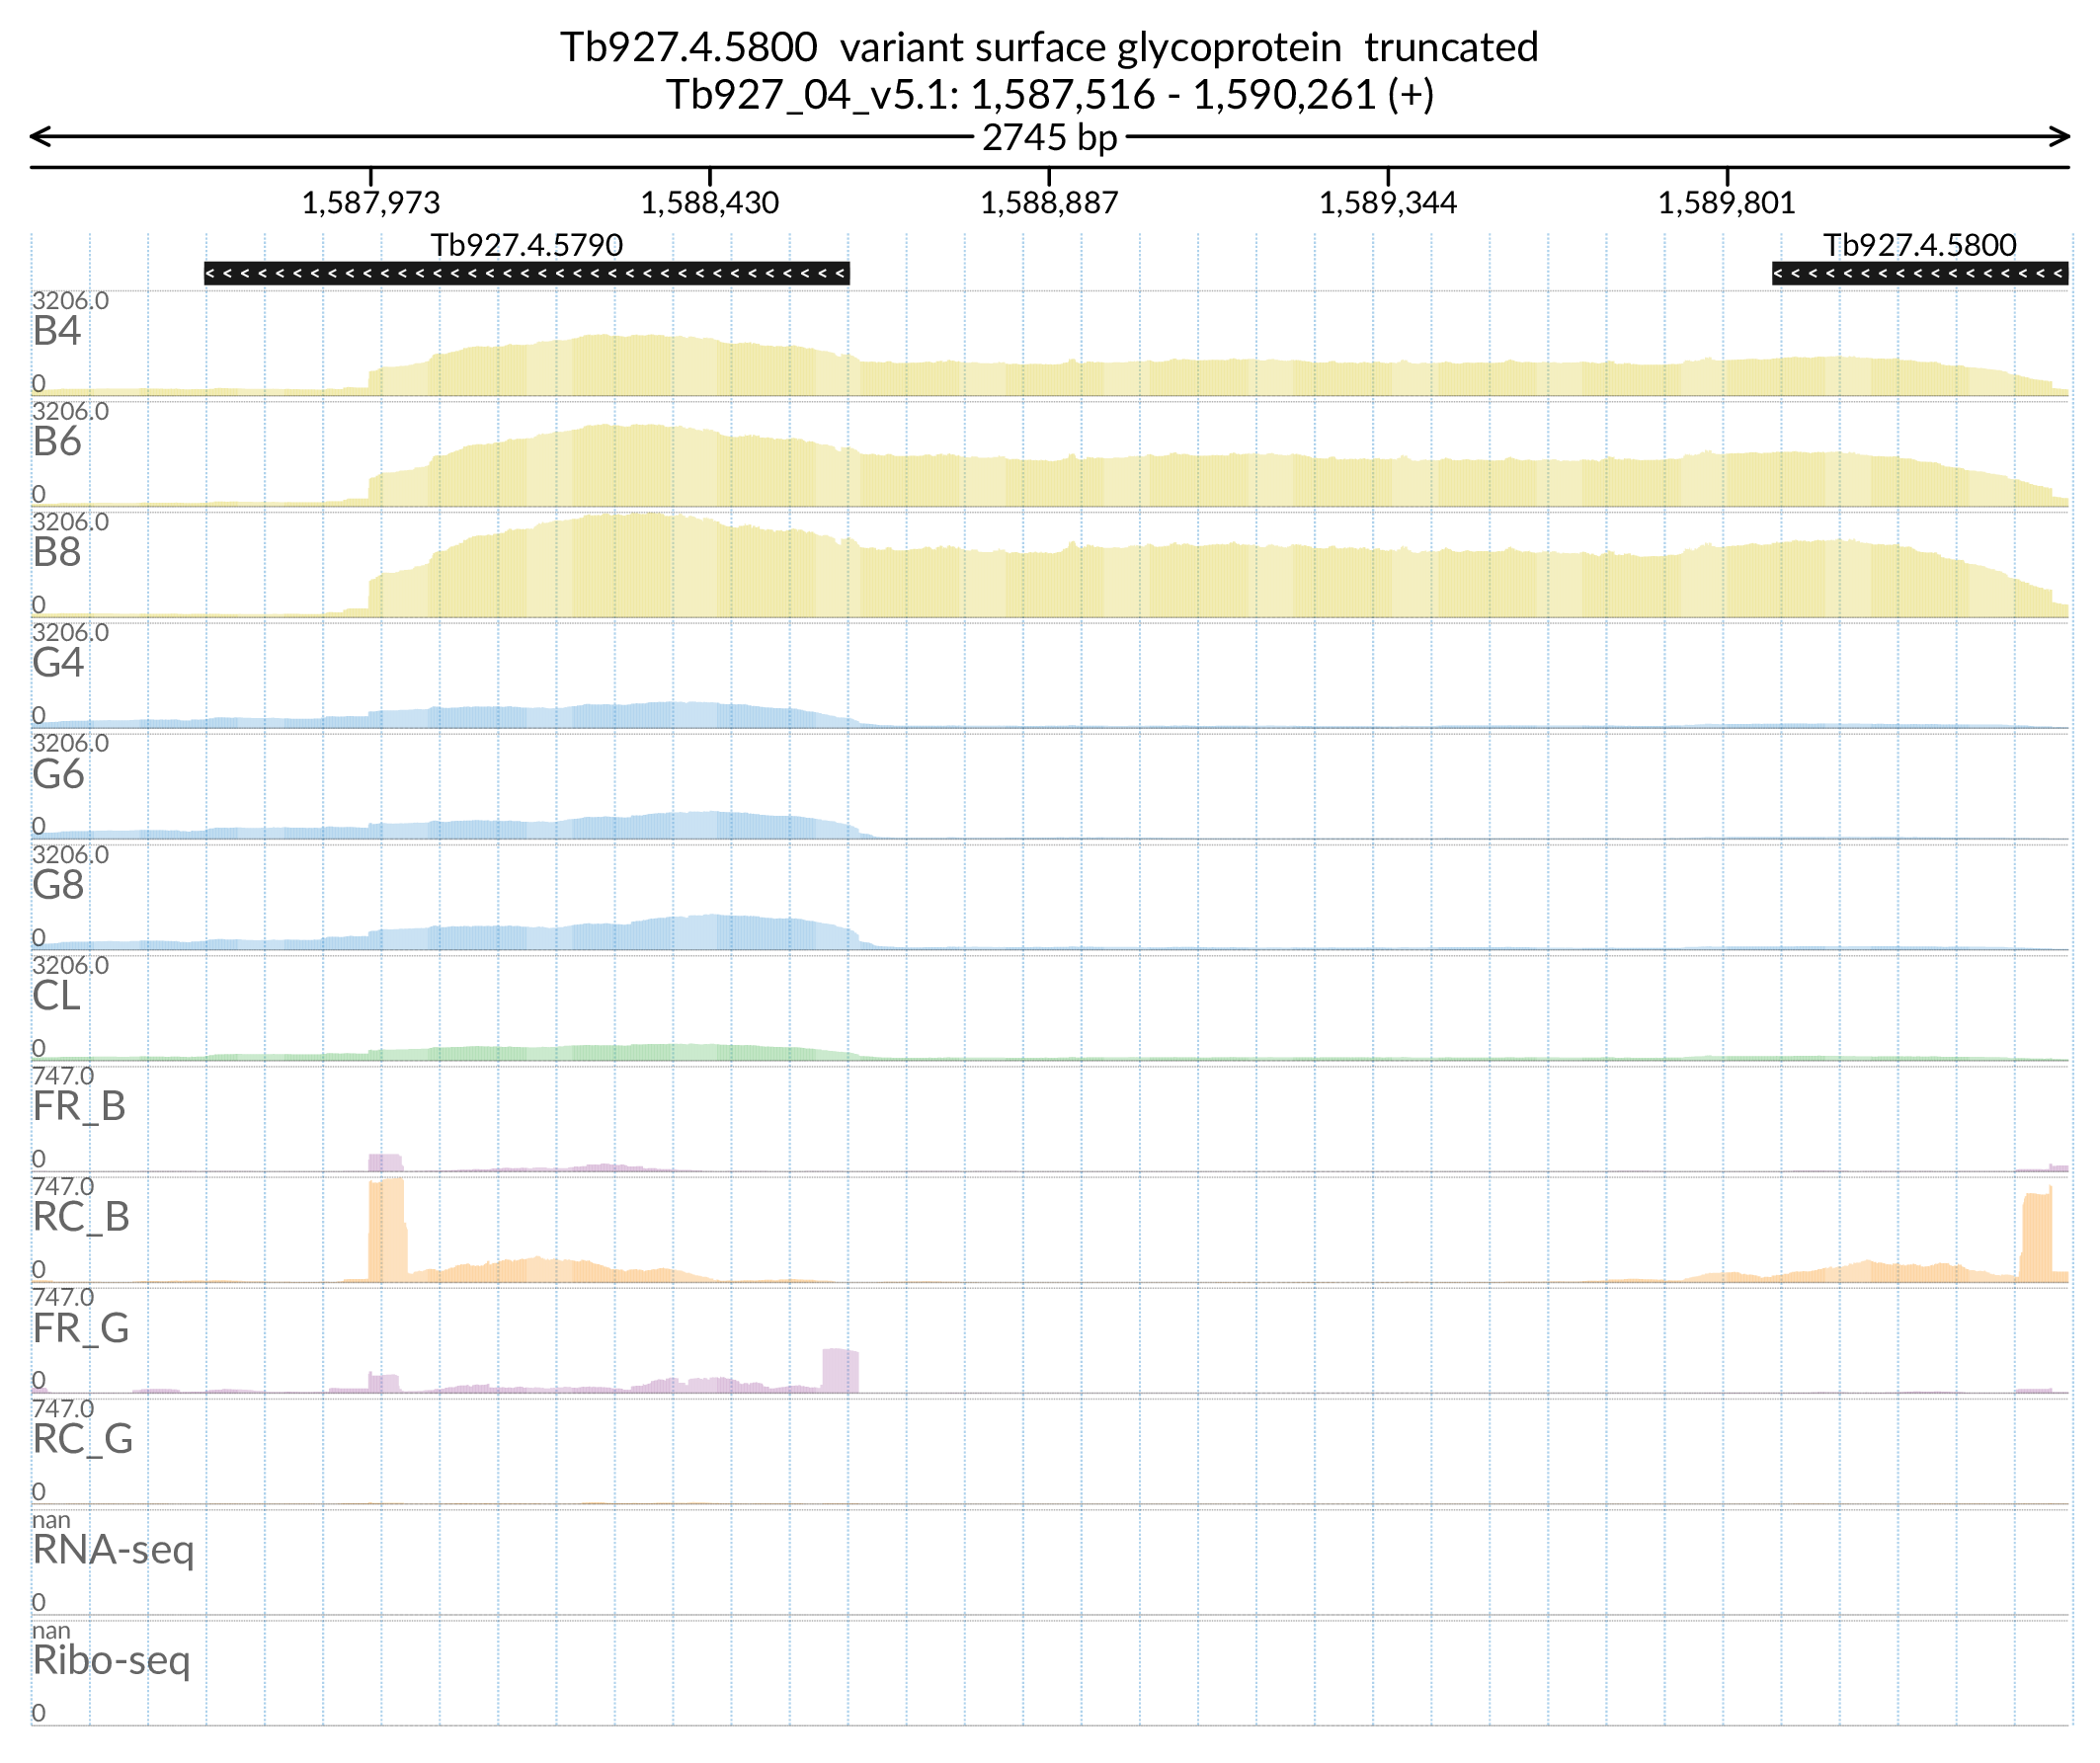 Tb927.4.5800  variant surface glycoprotein  truncated
Tb927_04_v5.1: 1,587,516 - 1,590,261 (+)
2745 bp
1,587,973 1,588,430 1,588,887 1,589,344 1,589,801
Tb927.4.5790 Tb927.4.5800
3206.0
B4
0
3206.0
B6
0
3206.0
B8
0
3206.0
G4
0
3206.0
G6
0
3206.0
G8
0
3206.0
CL
0
747.0
FR_B
0
747.0
RC_B
0
747.0
FR_G
0
747.0
RC_G
0
nan
RNA-seq
0
nan
Ribo-seq
0